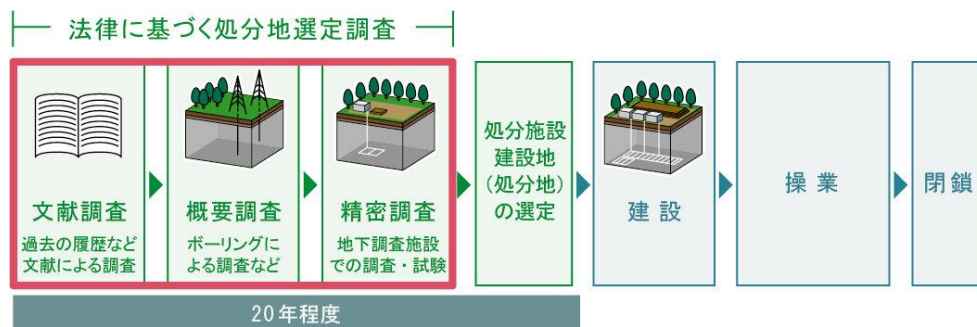 法律に基づく処分地選定調査
文献調査
過去の履歴など
文献による調査
概要調査
ボーリングに
よる調査など
精密調査
地下調査施設
での調査・試験
処分施設
建設地
(処分地)
の選定
建設
操業
閉鎖
20年程度